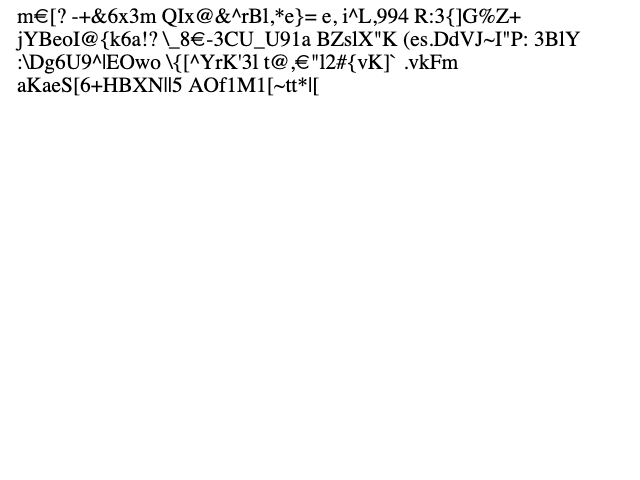 m€[? -+&6x3m QIx@&^rBl,*e}= e, i^L,994 R:3{]G%Z+
jYBeoI@{k6a!? \_8€-3CU_U91a BZslX"K (es.DdVJ~I"P: 3BlY
:\Dg6U9^|EOwo \{[^YrK'3l t@,€"l2#{vK]` .vkFm
aKaeS[6+HBXN||5 AOf1M1[~tt*|[